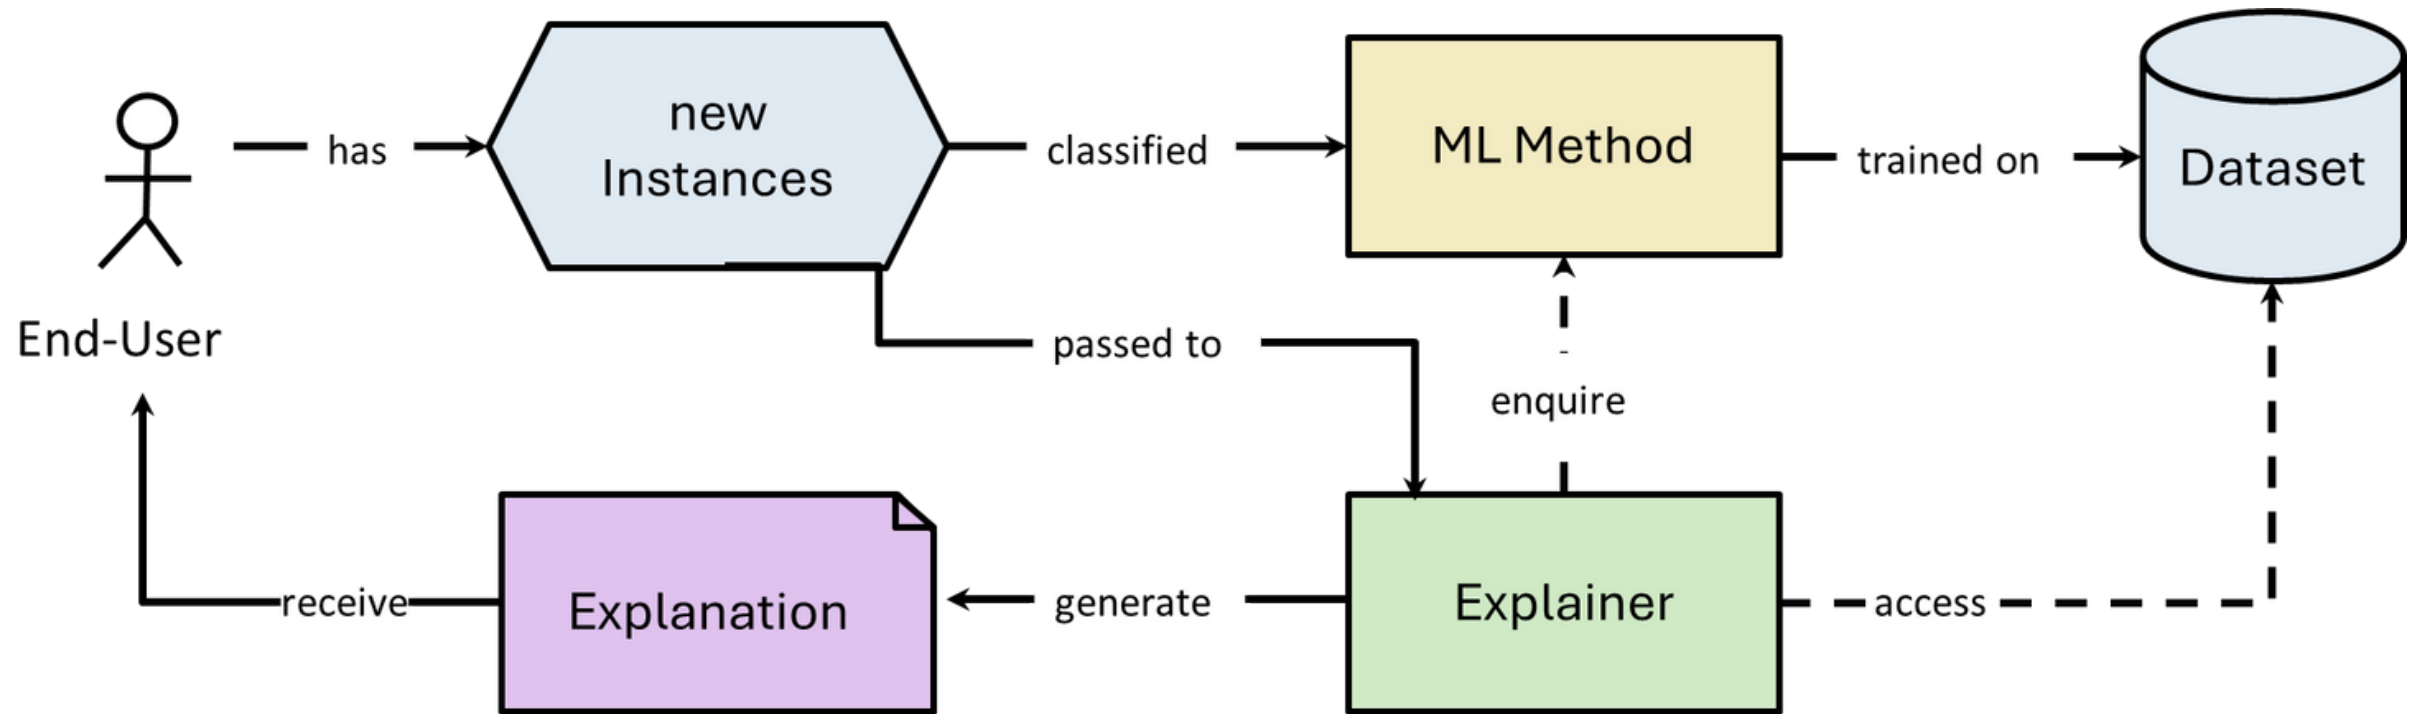 new
Instances
has
classified
ML Method
trained on
Dataset
End-User
passed to
enquire
receive
Explanation
generate
Explainer
access